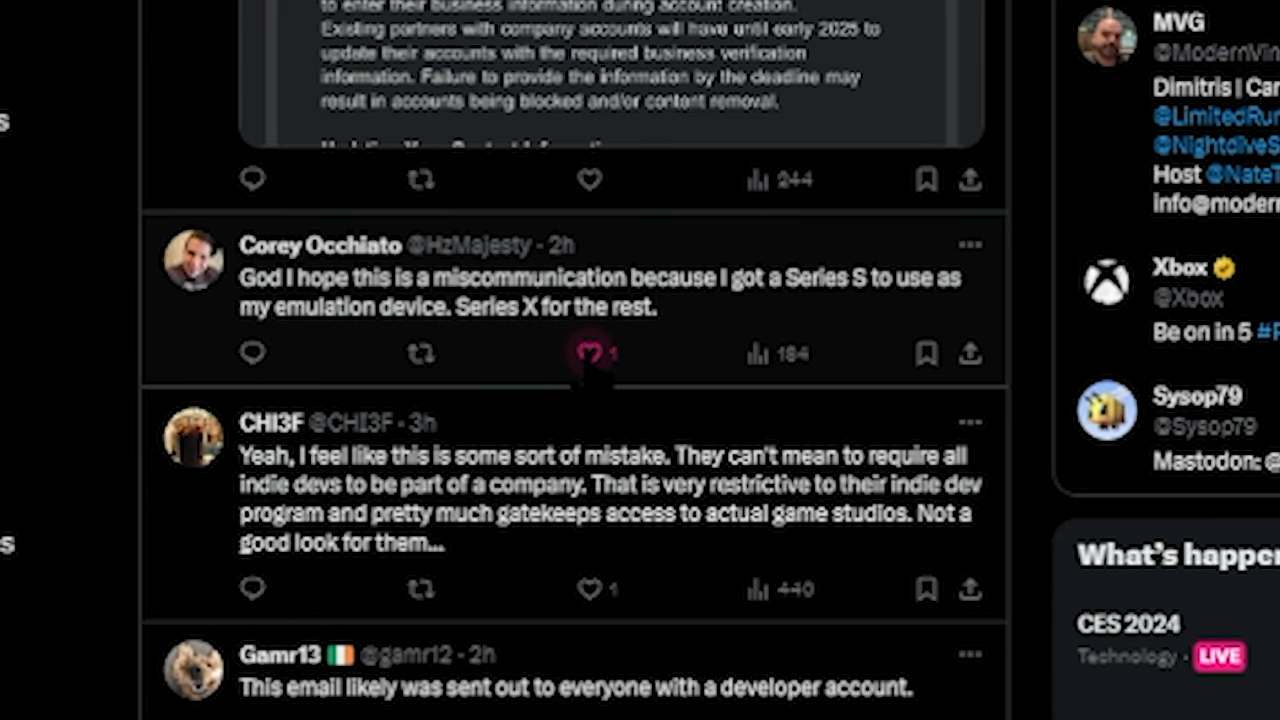 to enter their business information during account creation.
Existing partners with company accounts will have until early 2025 to
update their accounts with the required business verification
information. Failure to provide the information by the deadline may
result in accounts being blocked and/or content removal.
244
Corey Occhiato @HzMajesty · 2h
God I hope this is a miscommunication because I got a Series S to use as
my emulation device. Series X for the rest.
1 184
CHI3F @CHI3F · 3h
Yeah, I feel like this is some sort of mistake. They can't mean to require all
indie devs to be part of a company. That is very restrictive to their indie dev
program and pretty much gatekeeps access to actual game studios. Not a
good look for them...
1 440
Gamr13 🇮🇪 @gamr12 · 2h
This email likely was sent out to everyone with a developer account.
MVG
@ModernVin
Dimitris | Car
@LimitedRun
@NightdiveS
Host @NateT
info@modern
Xbox
@Xbox
Be on in 5
Sysop79
@Sysop79
Mastodon: @
What's happen
CES 2024
Technology · LIVE